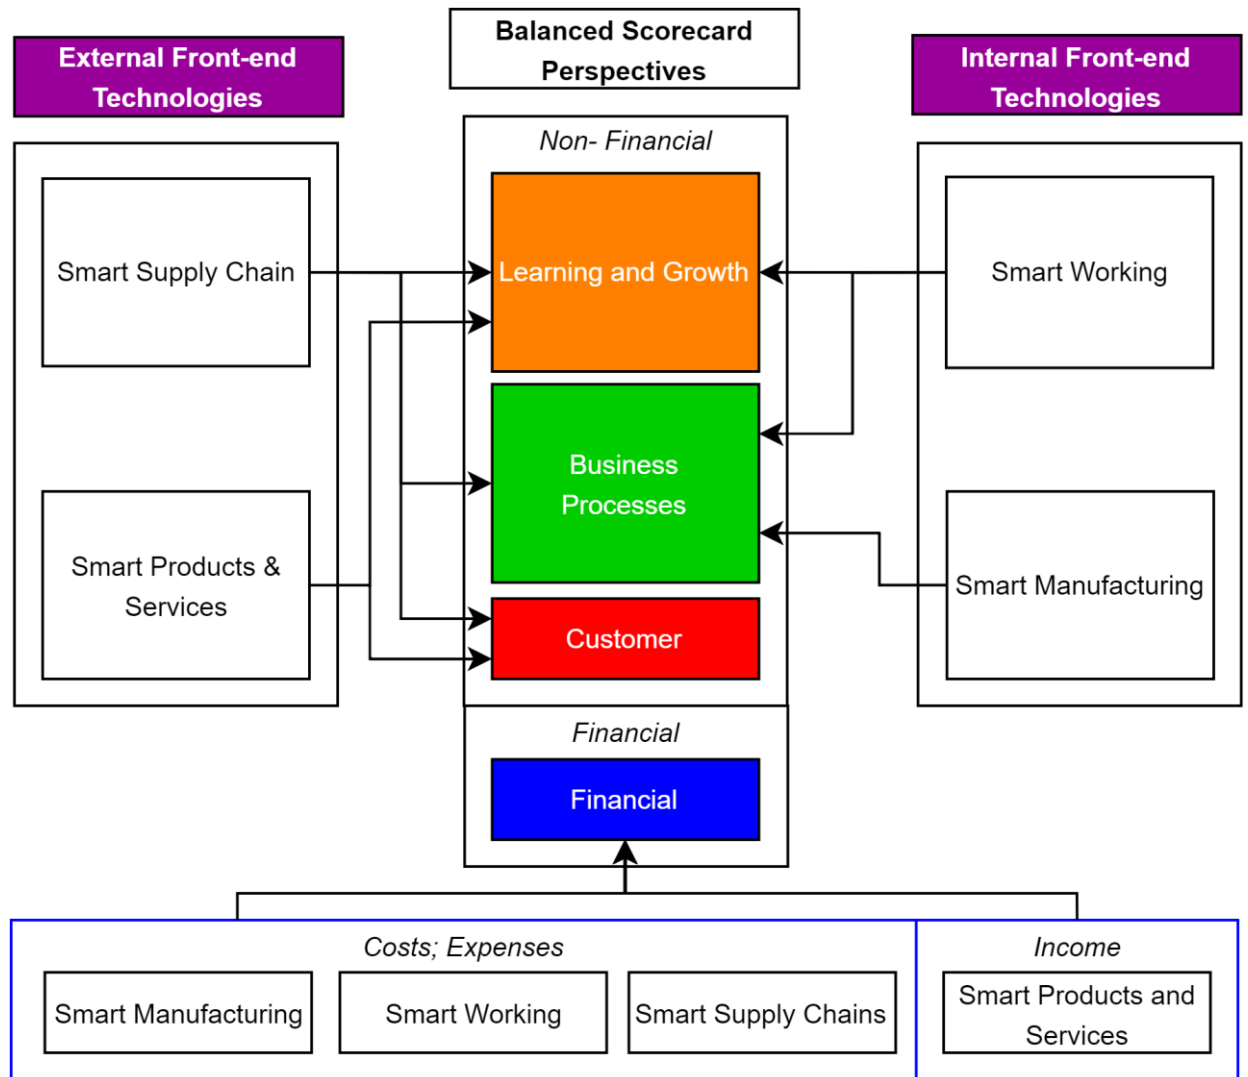 External Front-end
Technologies
Balanced Scorecard
Perspectives
Internal Front-end
Technologies
Non- Financial
Smart Supply Chain
Learning and Growth
Smart Working
Business
Processes
Smart Products &
Services
Smart Manufacturing
Customer
Financial
Financial
Costs; Expenses
Income
Smart Manufacturing
Smart Working
Smart Supply Chains
Smart Products and
Services